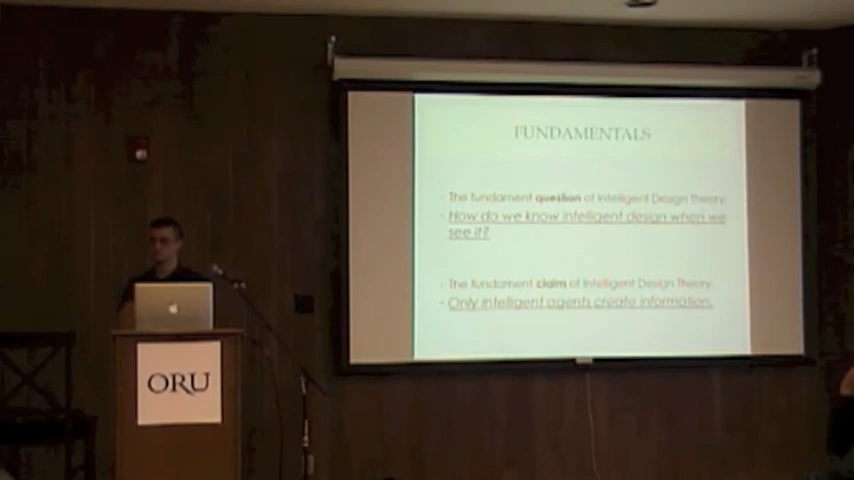 FUNDAMENTALS
The fundament question of Intelligent Design Theory:
How do we know intelligent design when we
see it?
The fundament claim of Intelligent Design Theory:
Only intelligent agents create information.
ORU